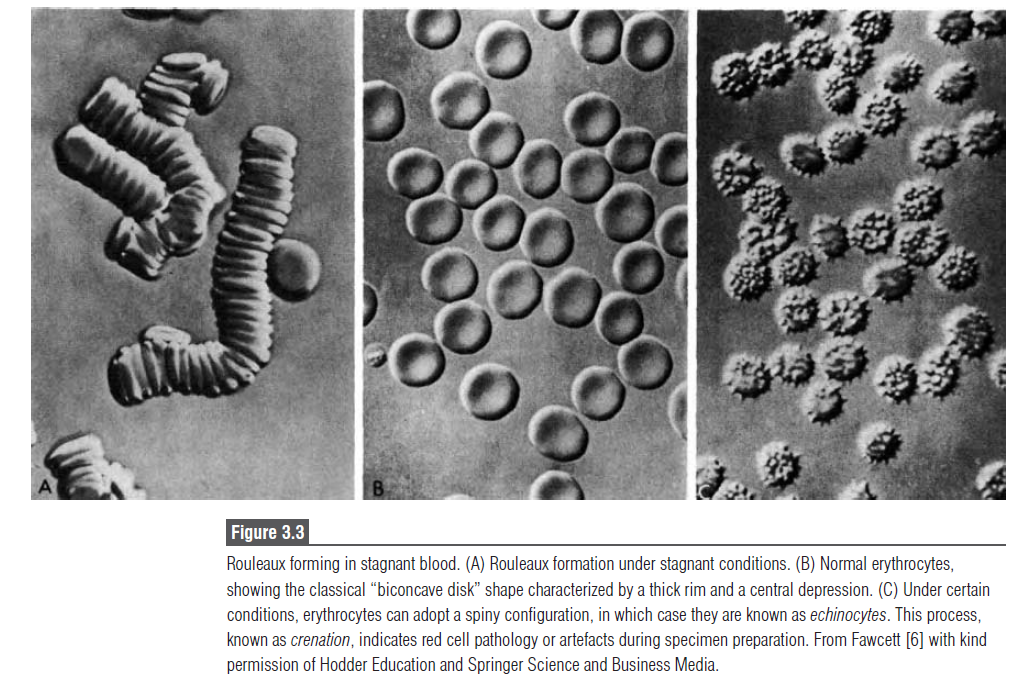 A
B
C
Figure 3.3
Rouleaux forming in stagnant blood. (A) Rouleaux formation under stagnant conditions. (B) Normal erythrocytes,
showing the classical “biconcave disk” shape characterized by a thick rim and a central depression. (C) Under certain
conditions, erythrocytes can adopt a spiny configuration, in which case they are known as echinocytes. This process,
known as crenation, indicates red cell pathology or artefacts during specimen preparation. From Fawcett [6] with kind
permission of Hodder Education and Springer Science and Business Media.